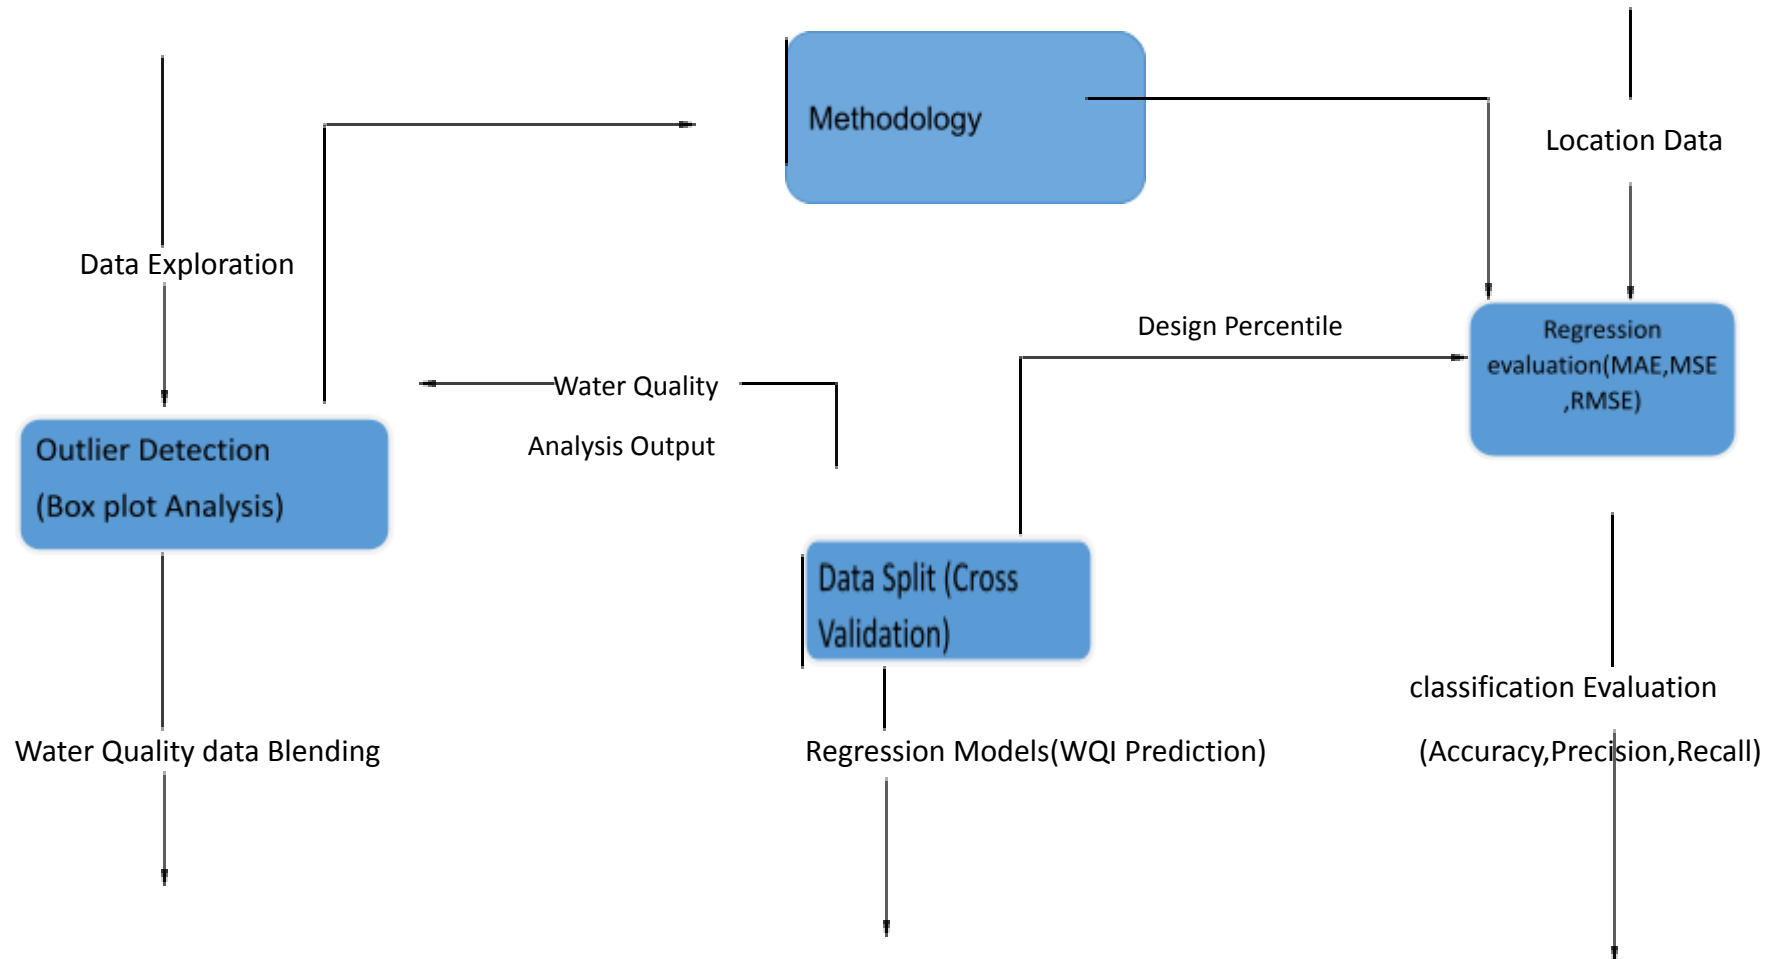 Methodology
Location Data
Data Exploration
Design Percentile
Regression
evaluation(MAE,MSE
,RMSE)
Water Quality
Analysis Output
Outlier Detection
(Box plot Analysis)
Data Split (Cross
Validation)
classification Evaluation
(Accuracy,Precision,Recall)
Water Quality data Blending
Regression Models(WQI Prediction)